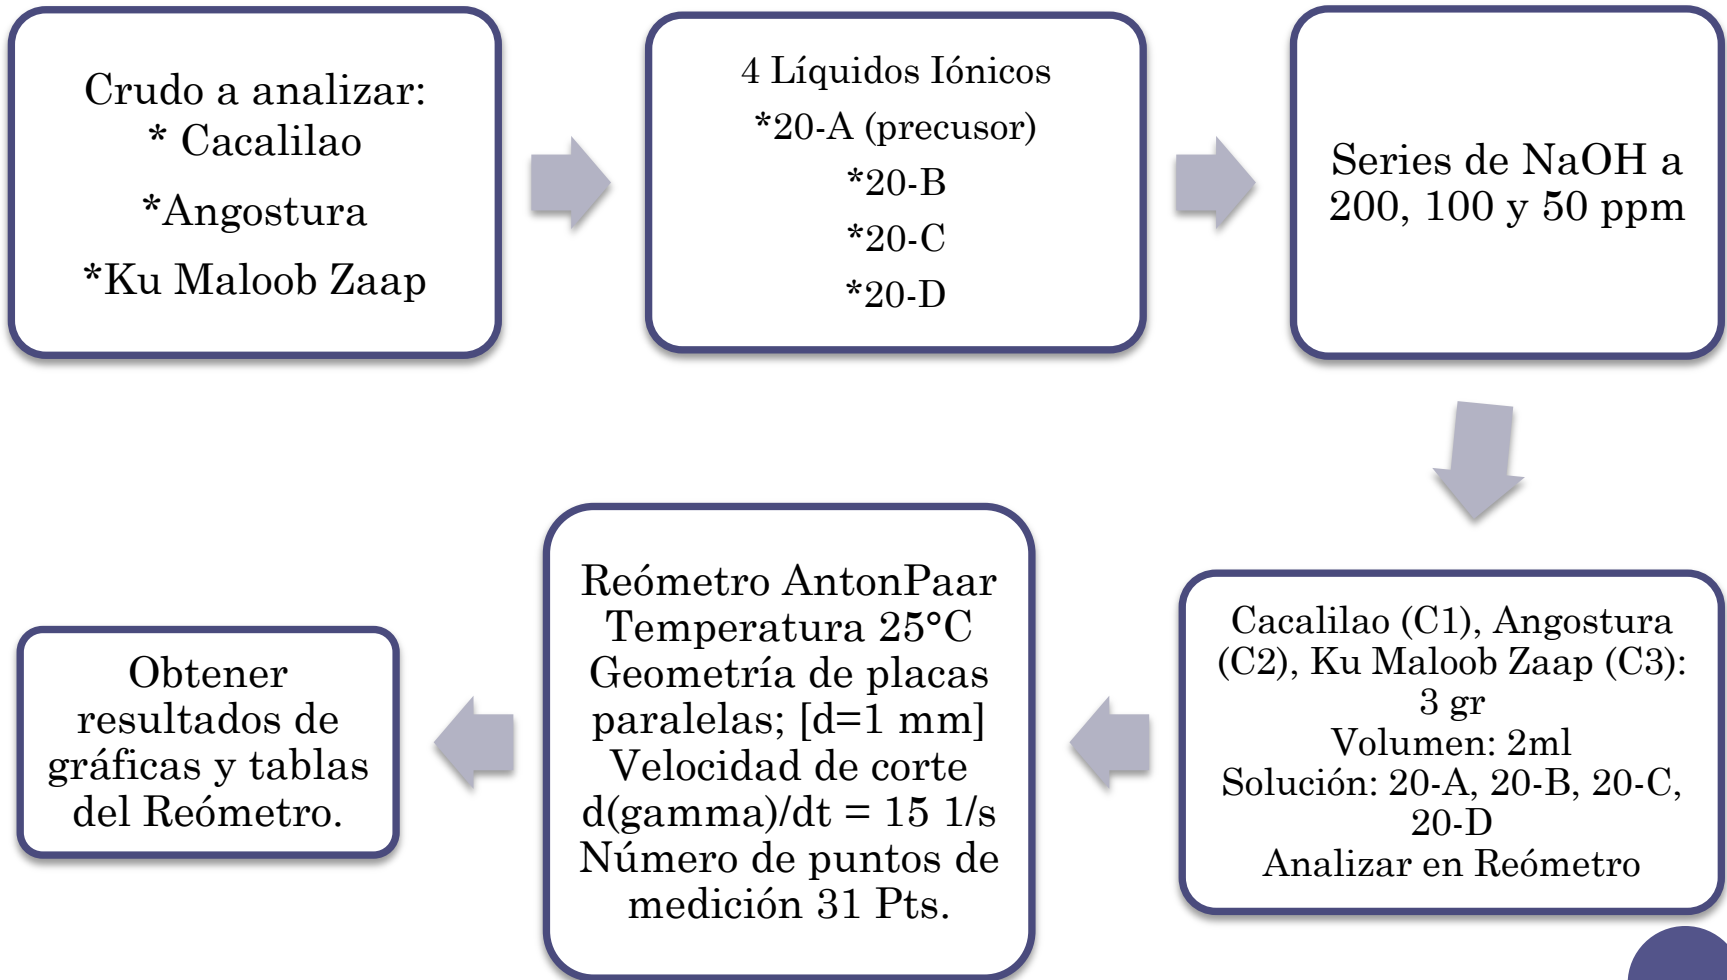 Crudo a analizar:
* Cacalilao
*Angostura
*Ku Maloob Zaap
4 Líquidos Iónicos
*20-A (precusor)
*20-B
*20-C
*20-D
Series de NaOH a
200, 100 y 50 ppm
Cacalilao (C1), Angostura
(C2), Ku Maloob Zaap (C3):
3 gr
Volumen: 2ml
Solución: 20-A, 20-B, 20-C,
20-D
Analizar en Reómetro
Reómetro AntonPaar
Temperatura 25°C
Geometría de placas
paralelas; [d=1 mm]
Velocidad de corte
d(gamma)/dt = 15 1/s
Número de puntos de
medición 31 Pts.
Obtener
resultados de
gráficas y tablas
del Reómetro.